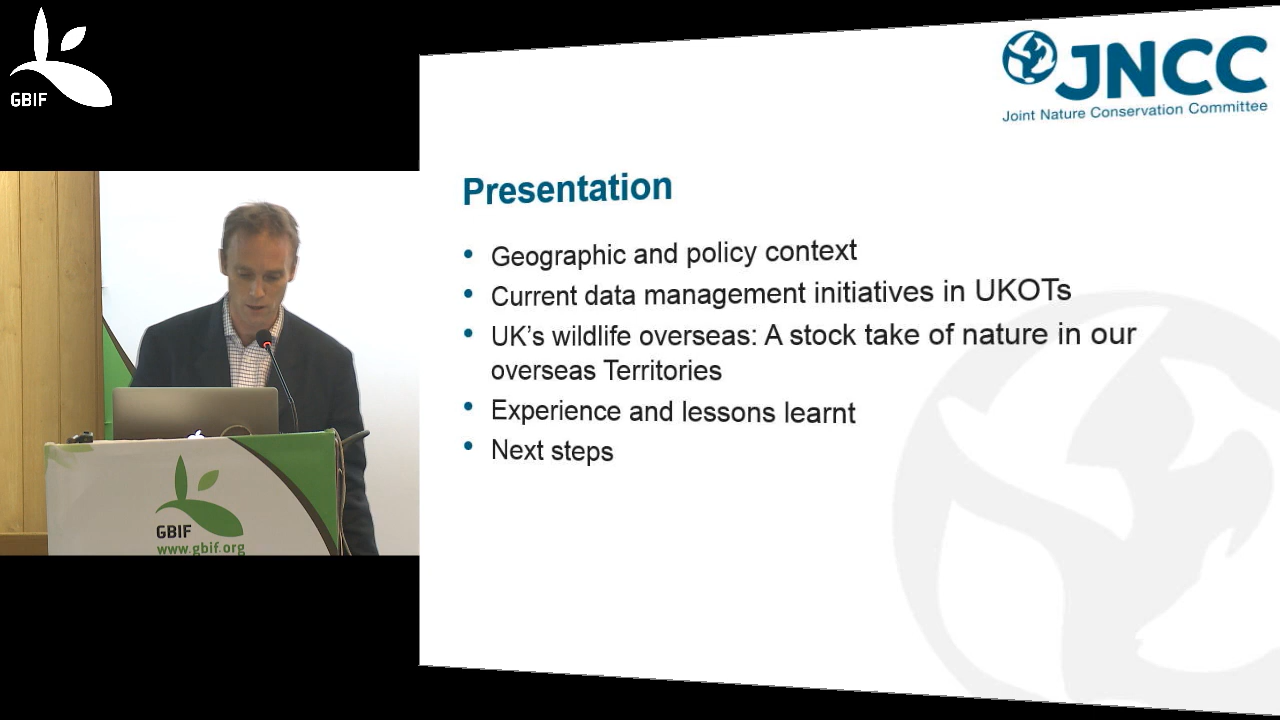 GBIF
JNCC
Joint Nature Conservation Committee
Presentation
• Geographic and policy context
• Current data management initiatives in UKOTs
• UK's wildlife overseas: A stock take of nature in our
overseas Territories
• Experience and lessons learnt
• Next steps
GBIF
www.gbif.org